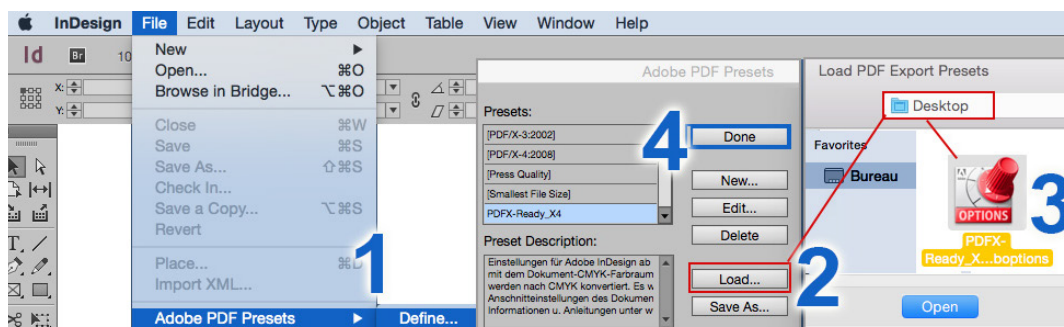 InDesign File Edit Layout Type Object Table View Window Help
Id Br 10
X:
Y:
New
Open... ⌘O
Browse in Bridge... ⌥⌘O
Close ⌘W
Save ⌘S
Save As... ⇧⌘S
Check In...
Save a Copy... ⌥⌘S
Revert
Place...
Import XML...
Adobe PDF Presets Define...
1
Adobe PDF Presets
Presets:
[PDF/X-3:2002]
[PDF/X-4:2008]
[Press Quality]
[Smallest File Size]
PDFX-Ready_X4
Preset Description:
Einstellungen für Adobe InDesign ab
mit dem Dokument-CMYK-Farbraum
werden nach CMYK konvertiert. Es w
Anschnitteinstellungen des Dokumen
Informationen u. Anleitungen unter w
4
Done
New...
Edit...
Delete
Load...
Save As...
2
Load PDF Export Presets
Desktop
Favorites
Bureau
OPTIONS
PDFX-
Ready_X...boptions
3
Open